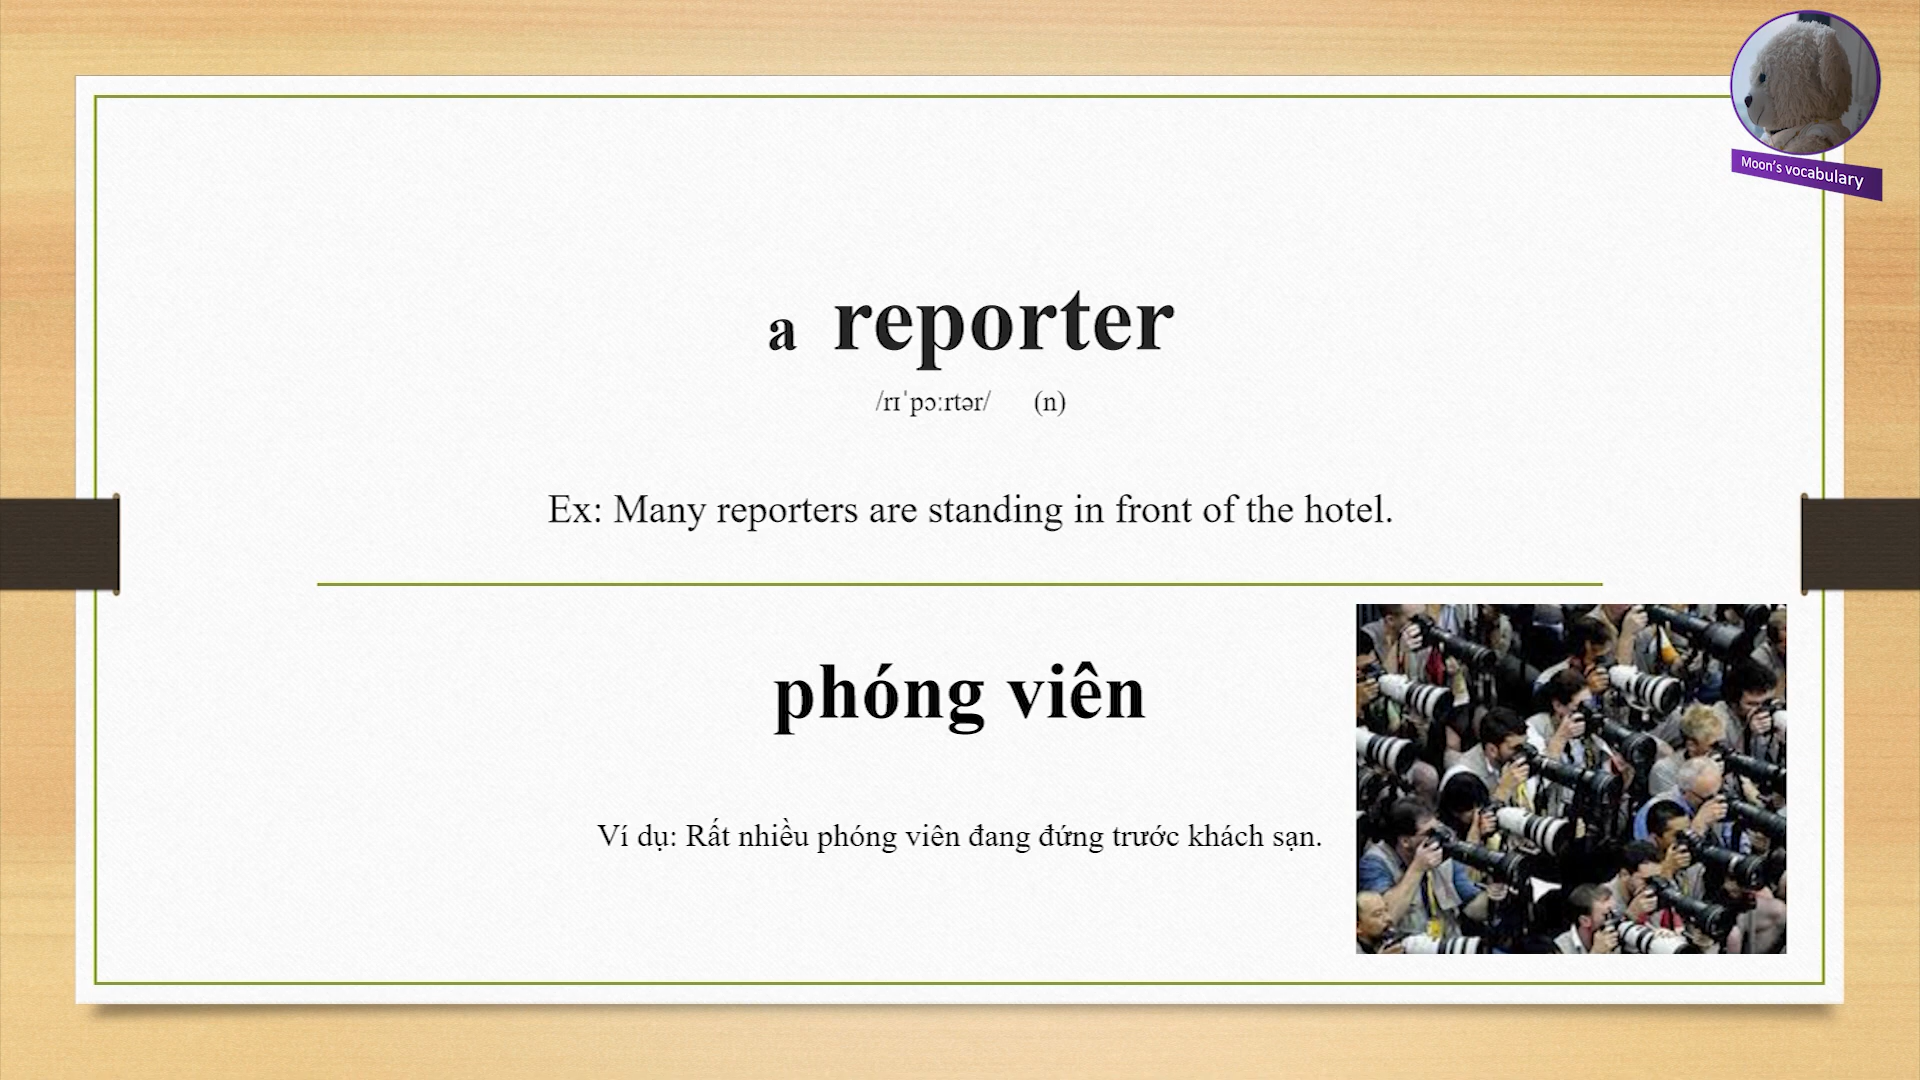 Moon's vocabulary
a reporter
/rɪˈpɔːrtər/ (n)
Ex: Many reporters are standing in front of the hotel.
phóng viên
Ví dụ: Rất nhiều phóng viên đang đứng trước khách sạn.